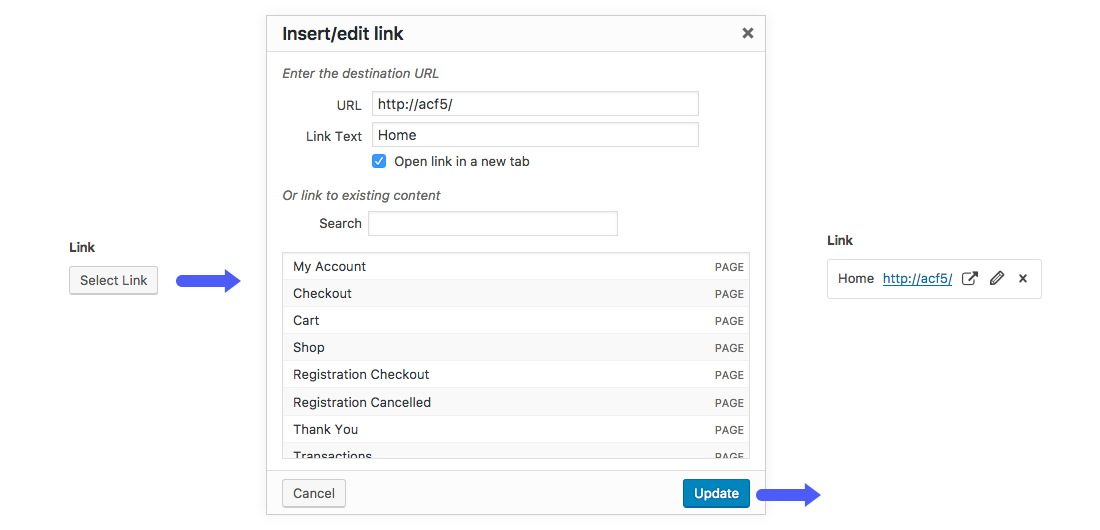 Link
Select Link
Insert/edit link
Enter the destination URL
URL http://acf5/
Link Text Home
Open link in a new tab
Or link to existing content
Search
My Account PAGE
Checkout PAGE
Cart PAGE
Shop PAGE
Registration Checkout PAGE
Registration Cancelled PAGE
Thank You PAGE
Transactions PAGE
Cancel Update
Link
Home http://acf5/